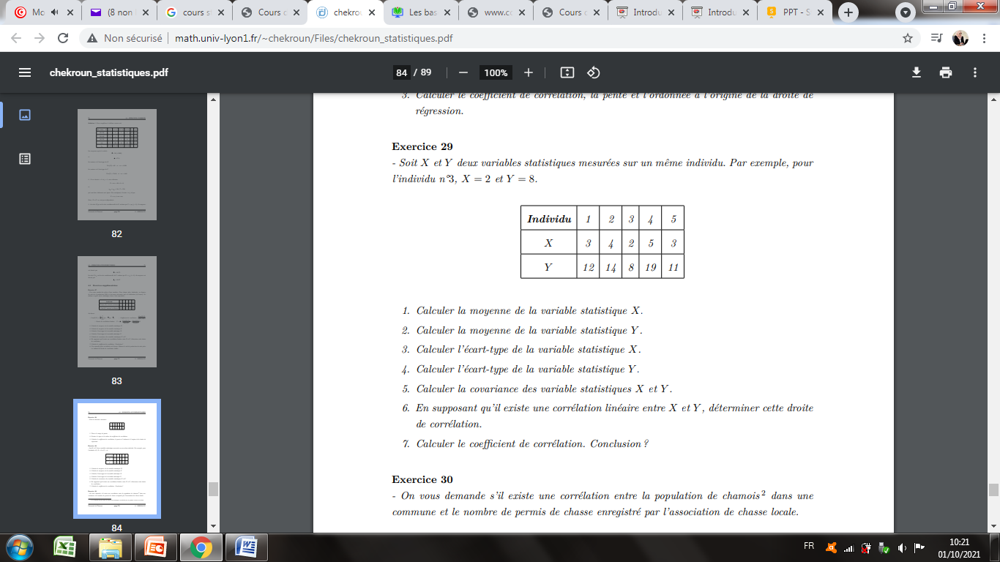 Mo
(8 non l
cours st
Cours d
chekrou
Les bas
www.co
Cours d
Introdu
Introdu
PPT - S
Non sécurisé
math.univ-lyon1.fr/~chekroun/Files/chekroun_statistiques.pdf
chekroun_statistiques.pdf
84 / 89
100%
3. Calculer le coefficient de corrélation, la pente et l'ordonnée à l'origine de la droite de
régression.
Exercice 29
- Soit X et Y deux variables statistiques mesurées sur un même individu. Par exemple, pour
l'individu n°3, X = 2 et Y = 8.
Individu 1 2 3 4 5
X 3 4 2 5 3
Y 12 14 8 19 11
1. Calculer la moyenne de la variable statistique X.
2. Calculer la moyenne de la variable statistique Y.
3. Calculer l'écart-type de la variable statistique X.
4. Calculer l'écart-type de la variable statistique Y.
5. Calculer la covariance des variable statistiques X et Y.
6. En supposant qu'il existe une corrélation linéaire entre X et Y, déterminer cette droite
de corrélation.
7. Calculer le coefficient de corrélation. Conclusion ?
Exercice 30
- On vous demande s'il existe une corrélation entre la population de chamois² dans une
commune et le nombre de permis de chasse enregistré par l'association de chasse locale.
82
83
84
FR
10:21
01/10/2021